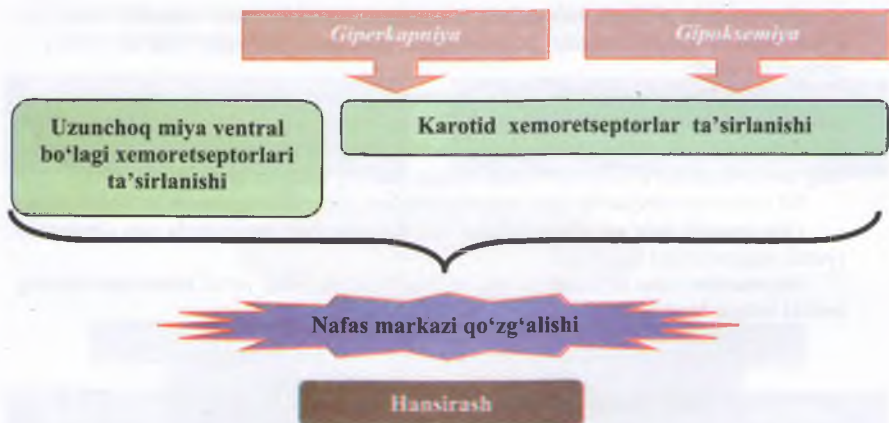 Giperkapniya
Gipoksemiya
Uzunchoq miya ventral
bo‘lagi xemoretseptorlari
ta’sirlanishi
Karotid xemoretseptorlar ta’sirlanishi
Nafas markazi qo‘zg‘alishi
Hansirash